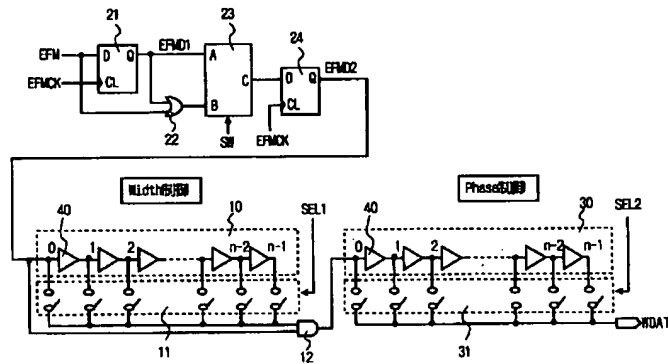 21
23
24
EFM
D Q
EFMD1
A
C
D Q
EFMD2
EFMCK
CL
B
CL
22
SW
EFMCK
Width制御
Phase制御
10
SEL1
30
SEL2
40
40
0 1 2 n-2 n-1
0 1 2 n-2 n-1
11
12
31
WDAT